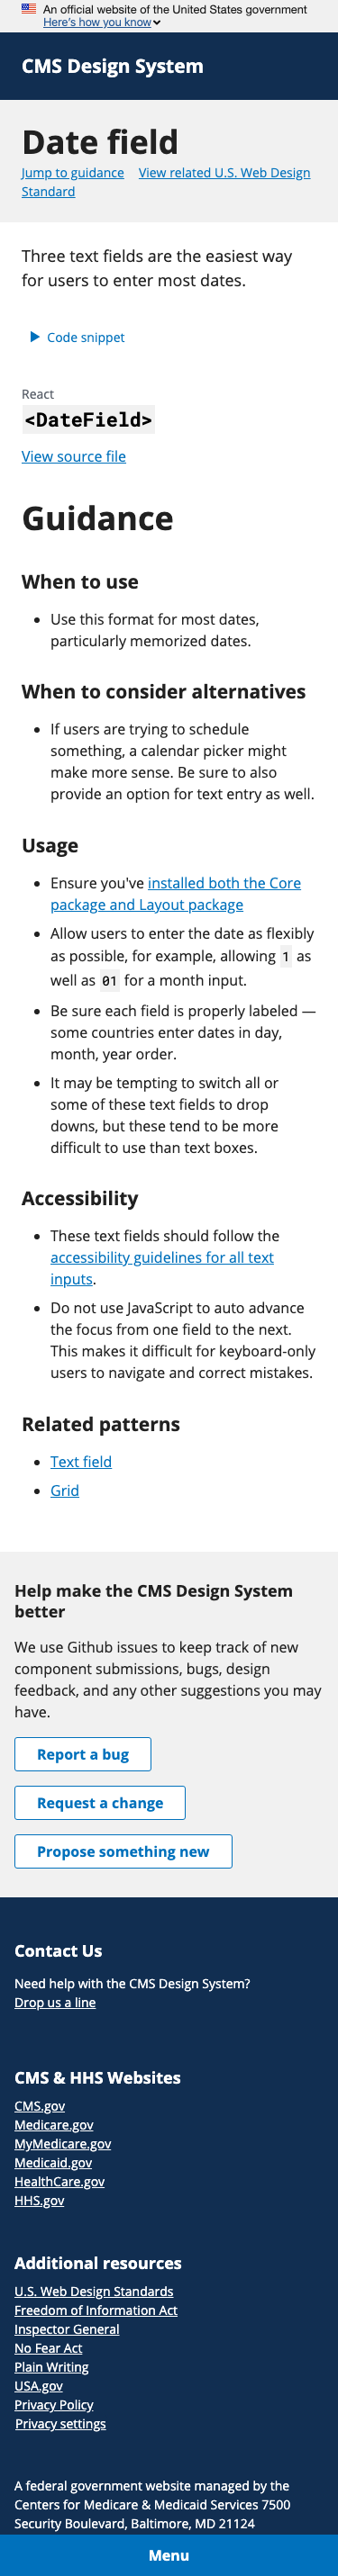 An official website of the United States government
Here's how you know
CMS Design System
Date field
Jump to guidance View related U.S. Web Design
Standard
Three text fields are the easiest way
for users to enter most dates.
Code snippet
React
<DateField>
View source file
Guidance
When to use
Use this format for most dates,
particularly memorized dates.
When to consider alternatives
If users are trying to schedule
something, a calendar picker might
make more sense. Be sure to also
provide an option for text entry as well.
Usage
Ensure you've installed both the Core
package and Layout package
Allow users to enter the date as flexibly
as possible, for example, allowing 1 as
well as 01 for a month input.
Be sure each field is properly labeled —
some countries enter dates in day,
month, year order.
It may be tempting to switch all or
some of these text fields to drop
downs, but these tend to be more
difficult to use than text boxes.
Accessibility
These text fields should follow the
accessibility guidelines for all text
inputs.
Do not use JavaScript to auto advance
the focus from one field to the next.
This makes it difficult for keyboard-only
users to navigate and correct mistakes.
Related patterns
Text field
Grid
Help make the CMS Design System
better
We use Github issues to keep track of new
component submissions, bugs, design
feedback, and any other suggestions you may
have.
Report a bug
Request a change
Propose something new
Contact Us
Need help with the CMS Design System?
Drop us a line
CMS & HHS Websites
CMS.gov
Medicare.gov
MyMedicare.gov
Medicaid.gov
HealthCare.gov
HHS.gov
Additional resources
U.S. Web Design Standards
Freedom of Information Act
Inspector General
No Fear Act
Plain Writing
USA.gov
Privacy Policy
Privacy settings
A federal government website managed by the
Centers for Medicare & Medicaid Services 7500
Security Boulevard, Baltimore, MD 21124
Menu